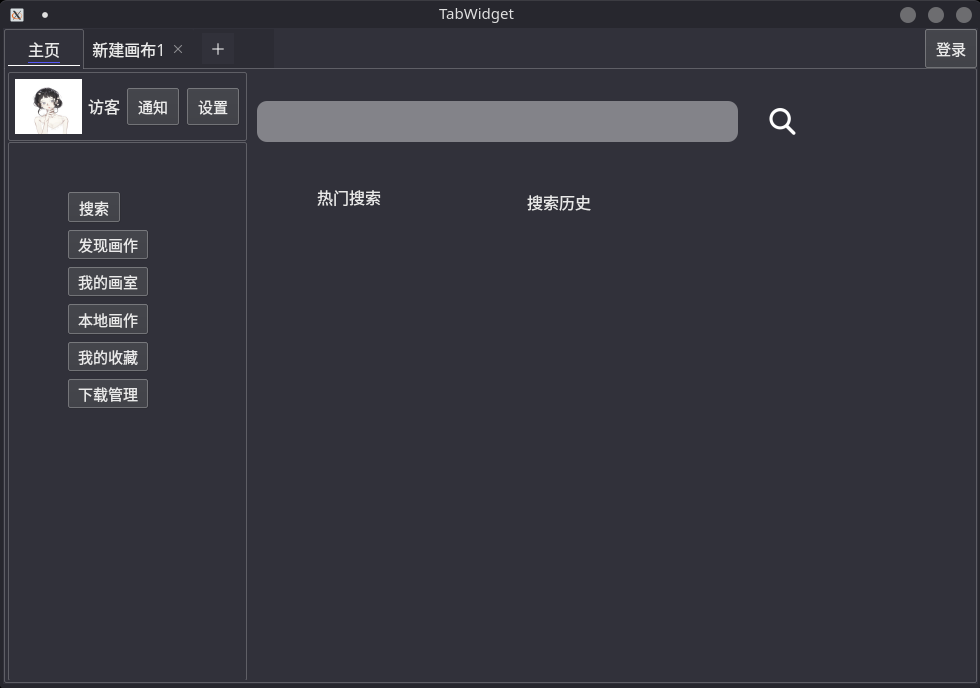 TabWidget
主页 新建画布1 × + 登录
访客 通知 设置
热门搜索
搜索历史
搜索
发现画作
我的画室
本地画作
我的收藏
下载管理